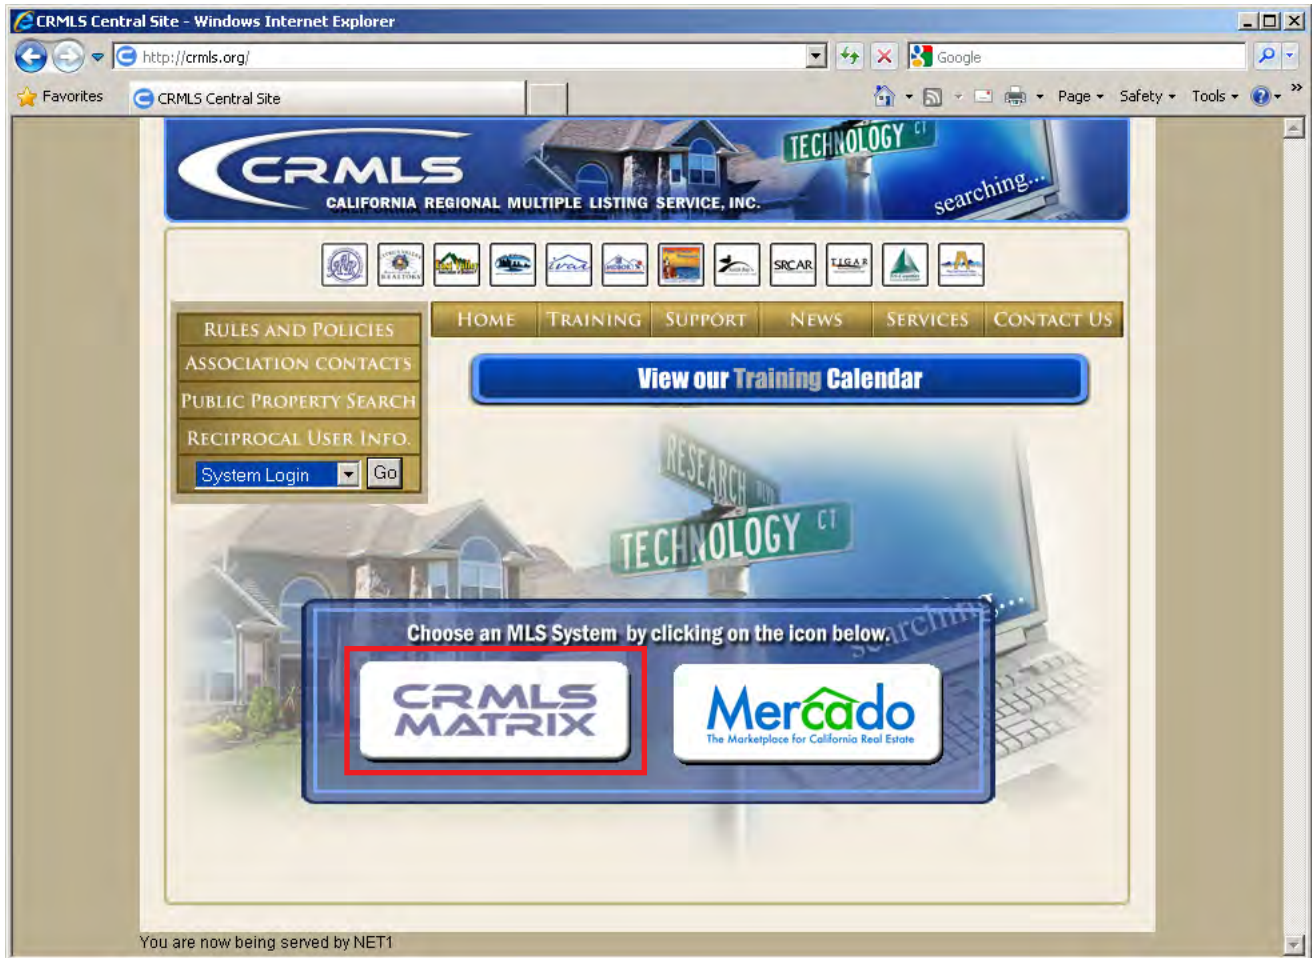 CRMLS Central Site - Windows Internet Explorer
http://crmls.org/
Google
Favorites
CRMLS Central Site
Page
Safety
Tools
CRMLS
CALIFORNIA REGIONAL MULTIPLE LISTING SERVICE, INC.
TECHNOLOGY CT
searching...
SRCAR
TIGAR
HOME TRAINING SUPPORT NEWS SERVICES CONTACT US
RULES AND POLICIES
ASSOCIATION CONTACTS
PUBLIC PROPERTY SEARCH
RECIPROCAL USER INFO.
System Login
Go
View our Training Calendar
RESEARCH BLVD
TECHNOLOGY CT
searching...
Choose an MLS System by clicking on the icon below.
CRMLS
MATRIX
Mercado
The Marketplace for California Real Estate
You are now being served by NET1